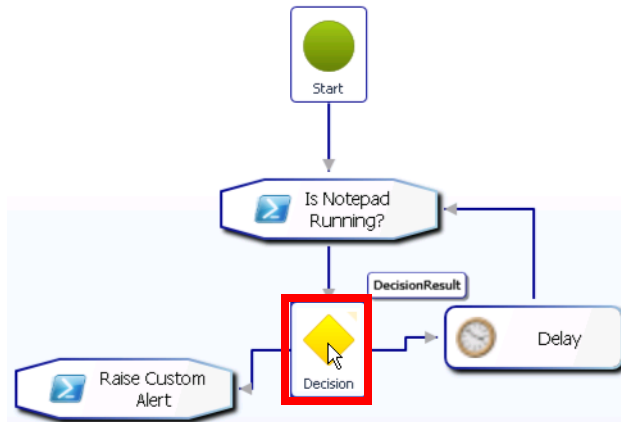 Start
Is Notepad
Running?
DecisionResult
Delay
Decision
Raise Custom
Alert